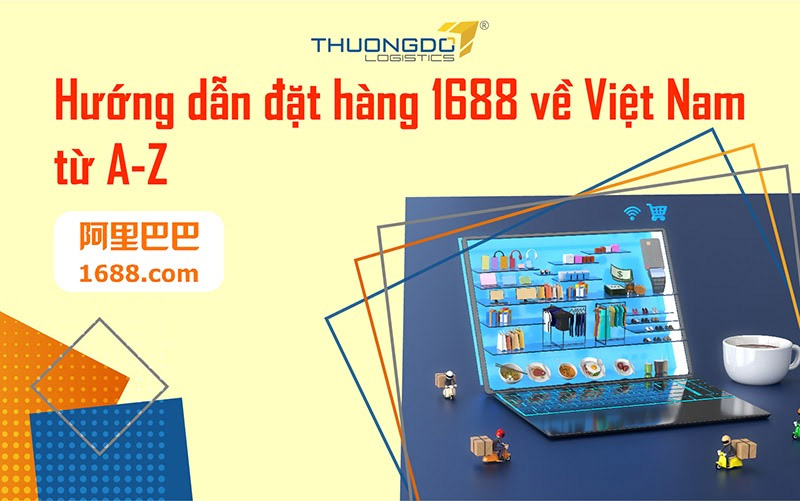 THUONGDO
®
LOGISTICS
Hướng dẫn đặt hàng 1688 về Việt Nam
từ A-Z
阿里巴巴
1688.com